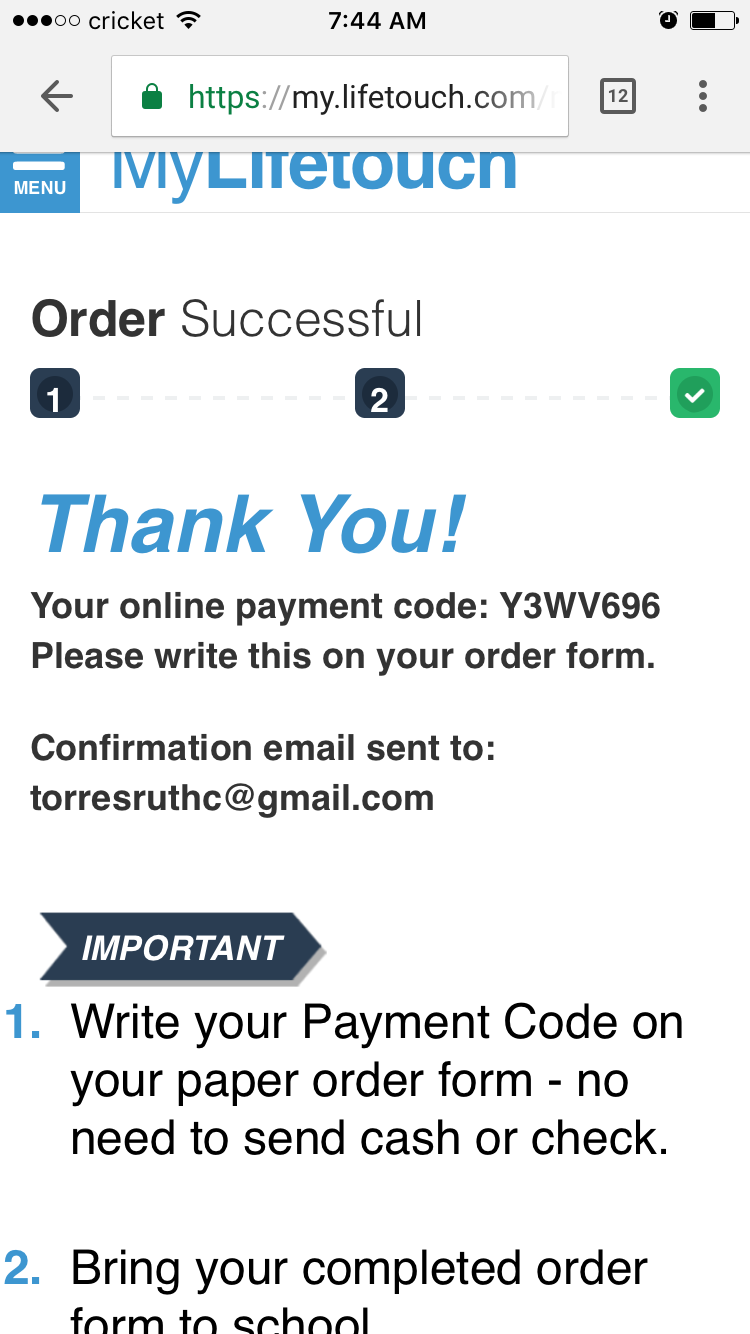 cricket 7:44 AM
https://my.lifetouch.com/
12
MENU
MyLifetouch
Order Successful
1 2
Thank You!
Your online payment code: Y3WV696
Please write this on your order form.
Confirmation email sent to:
torresruthc@gmail.com
IMPORTANT
1. Write your Payment Code on
your paper order form - no
need to send cash or check.
2. Bring your completed order
form to school